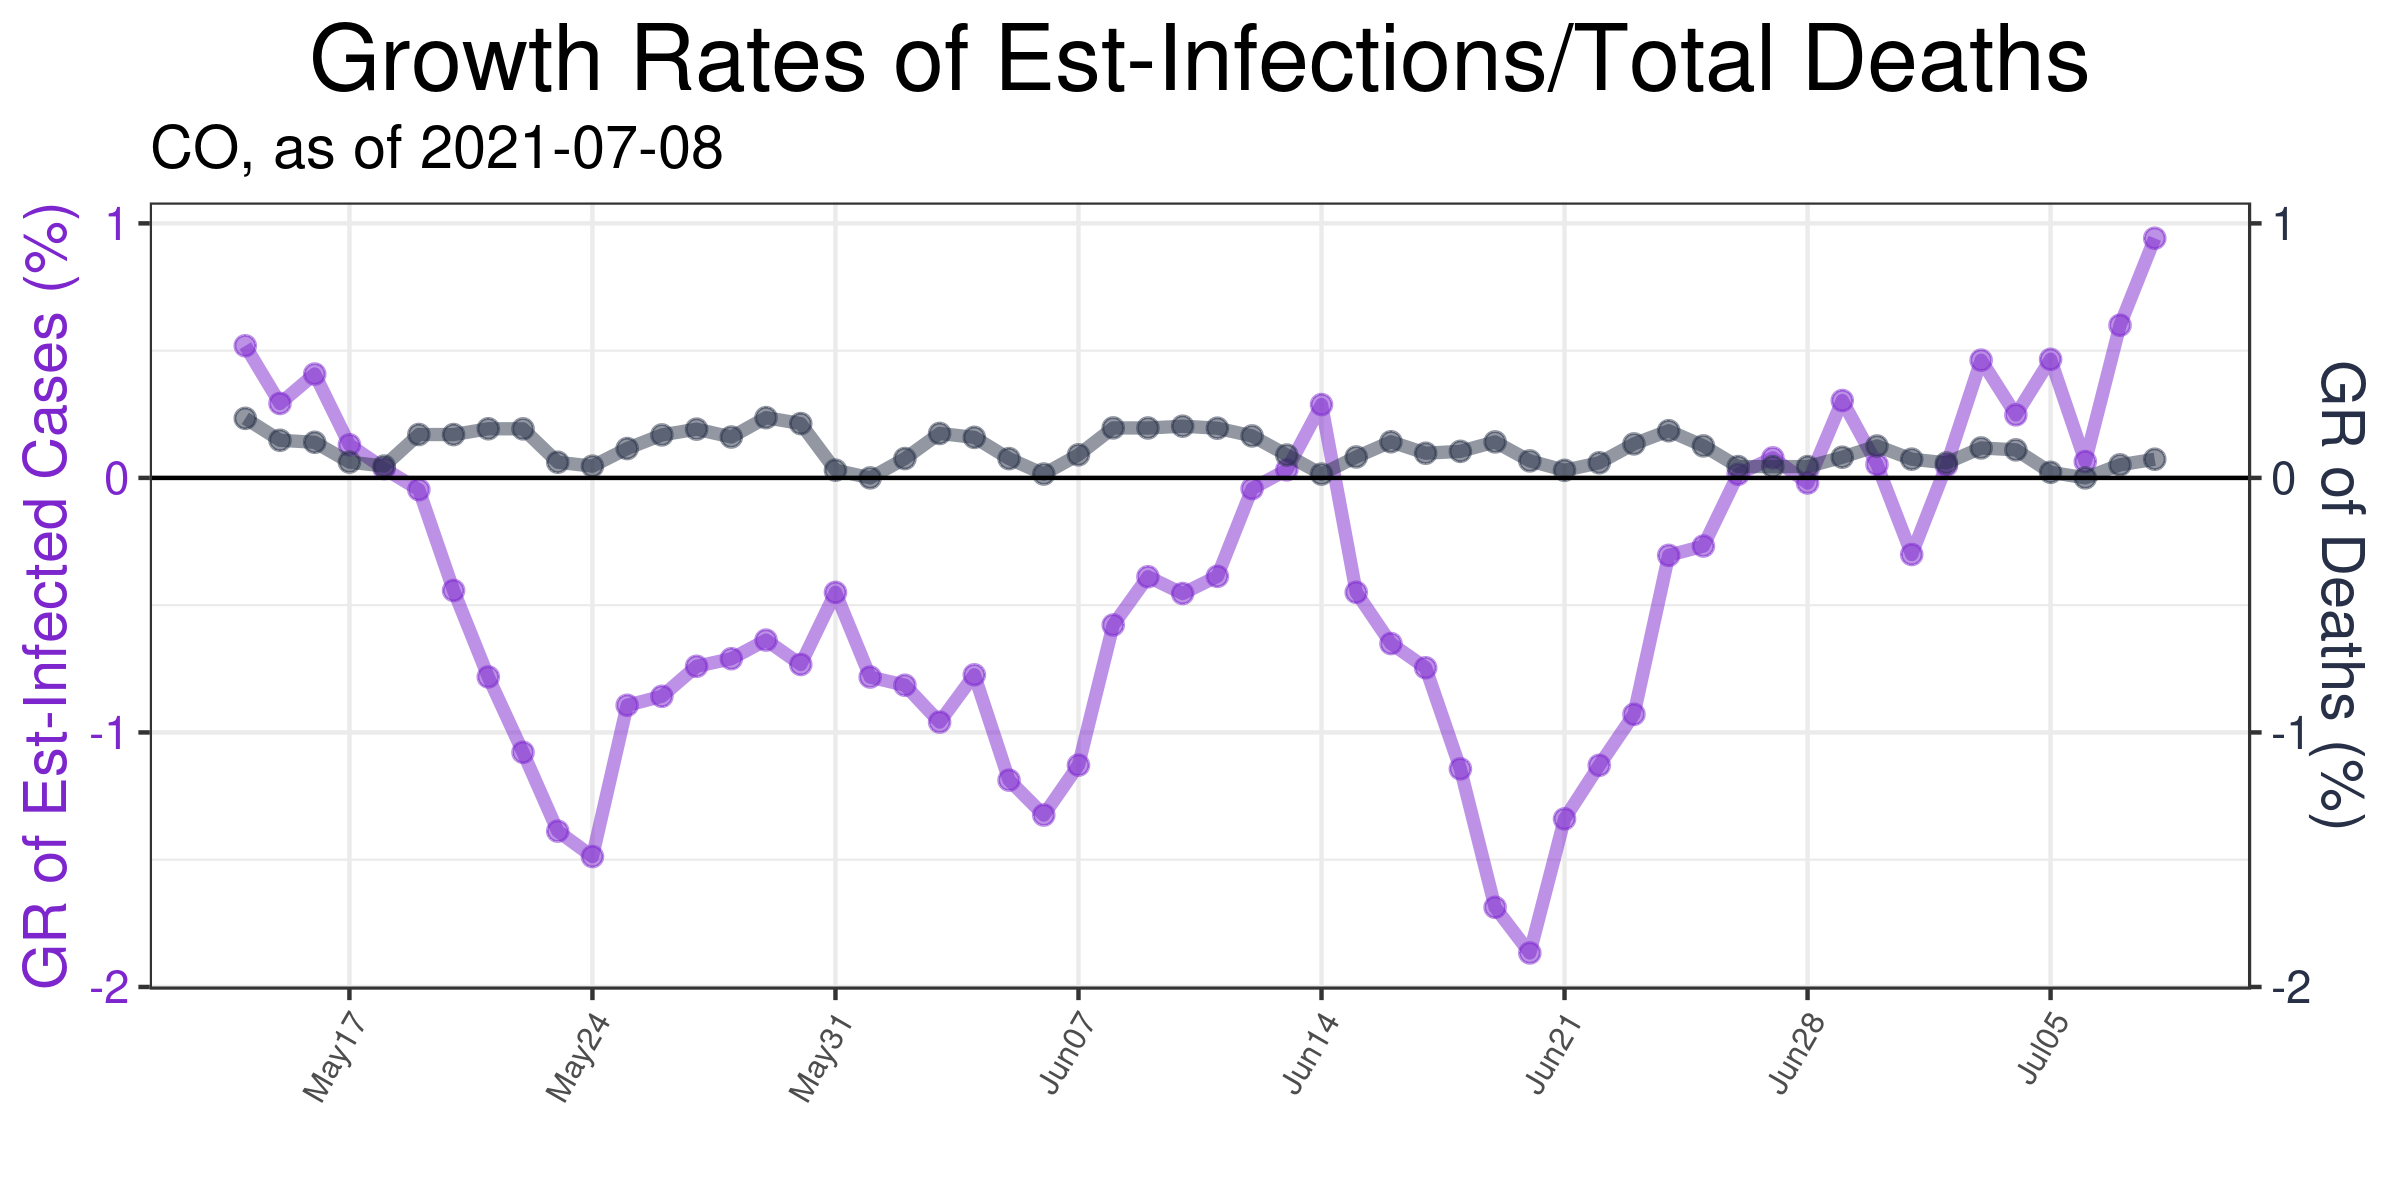 Growth Rates of Est-Infections/Total Deaths
CO, as of 2021-07-08
GR of Est-Infected Cases (%)
1
0
-1
-2
1
0
-1
-2
GR of Deaths (%)
May17
May24
May31
Jun07
Jun14
Jun21
Jun28
Jul05